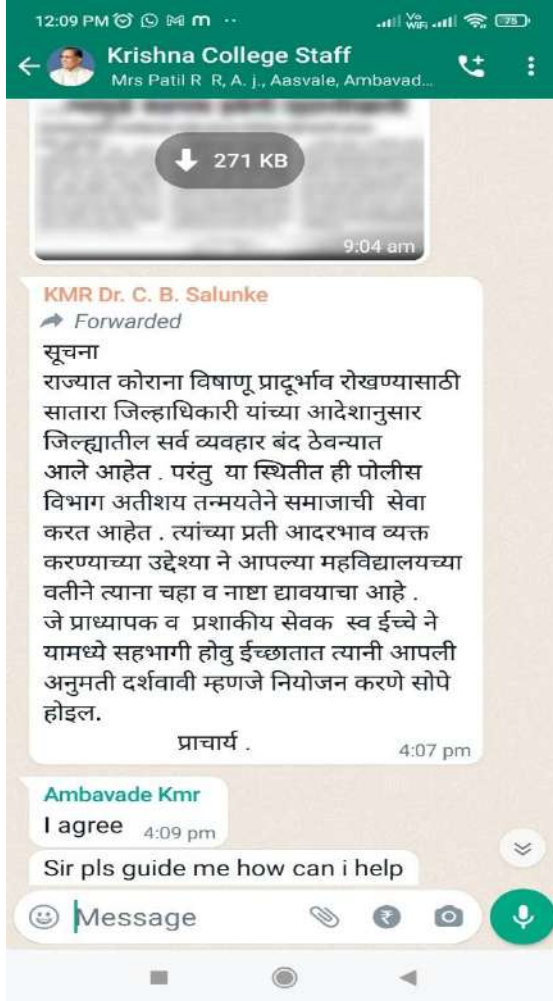 12:09 PM
Vo
WiFi
75
Krishna College Staff
Mrs Patil R R, A. j., Aasvale, Ambavad...
271 KB
9:04 am
KMR Dr. C. B. Salunke
Forwarded
सूचना
राज्यात कोराना विषाणू प्रादूर्भाव रोखण्यासाठी
सातारा जिल्हाधिकारी यांच्या आदेशानुसार
जिल्ह्यातील सर्व व्यवहार बंद ठेवन्यात
आले आहेत . परंतु या स्थितीत ही पोलीस
विभाग अतीशय तन्मयतेने समाजाची सेवा
करत आहेत . त्यांच्या प्रती आदरभाव व्यक्त
करण्याच्या उद्देश्या ने आपल्या महविद्यालयच्या
वतीने त्याना चहा व नाष्टा द्यावयाचा आहे .
जे प्राध्यापक व प्रशाकीय सेवक स्व ईच्चे ने
यामध्ये सहभागी होवु ईच्छातात त्यानी आपली
अनुमती दर्शवावी म्हणजे नियोजन करणे सोपे
होइल.
प्राचार्य .
4:07 pm
Ambavade Kmr
I agree 4:09 pm
Sir pls guide me how can i help
Message